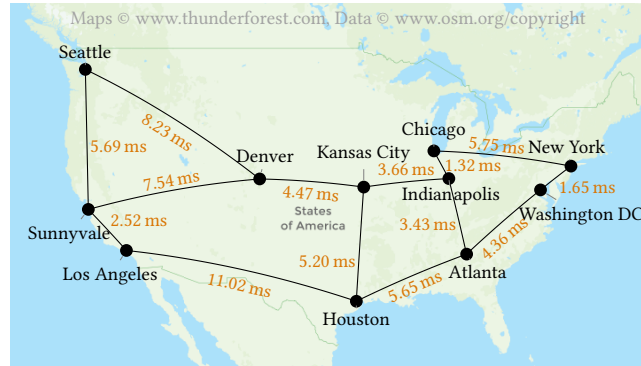 Maps © www.thunderforest.com, Data © www.osm.org/copyright
Seattle
8.23 ms
5.69 ms
Chicago
5.75 ms
New York
Kansas City
Denver
3.66 ms
1.32 ms
7.54 ms
4.47 ms
Indianapolis
1.65 ms
Washington DC
States
of America
2.52 ms
Sunnyvale
3.43 ms
4.36 ms
Los Angeles
5.20 ms
Atlanta
11.02 ms
5.65 ms
Houston